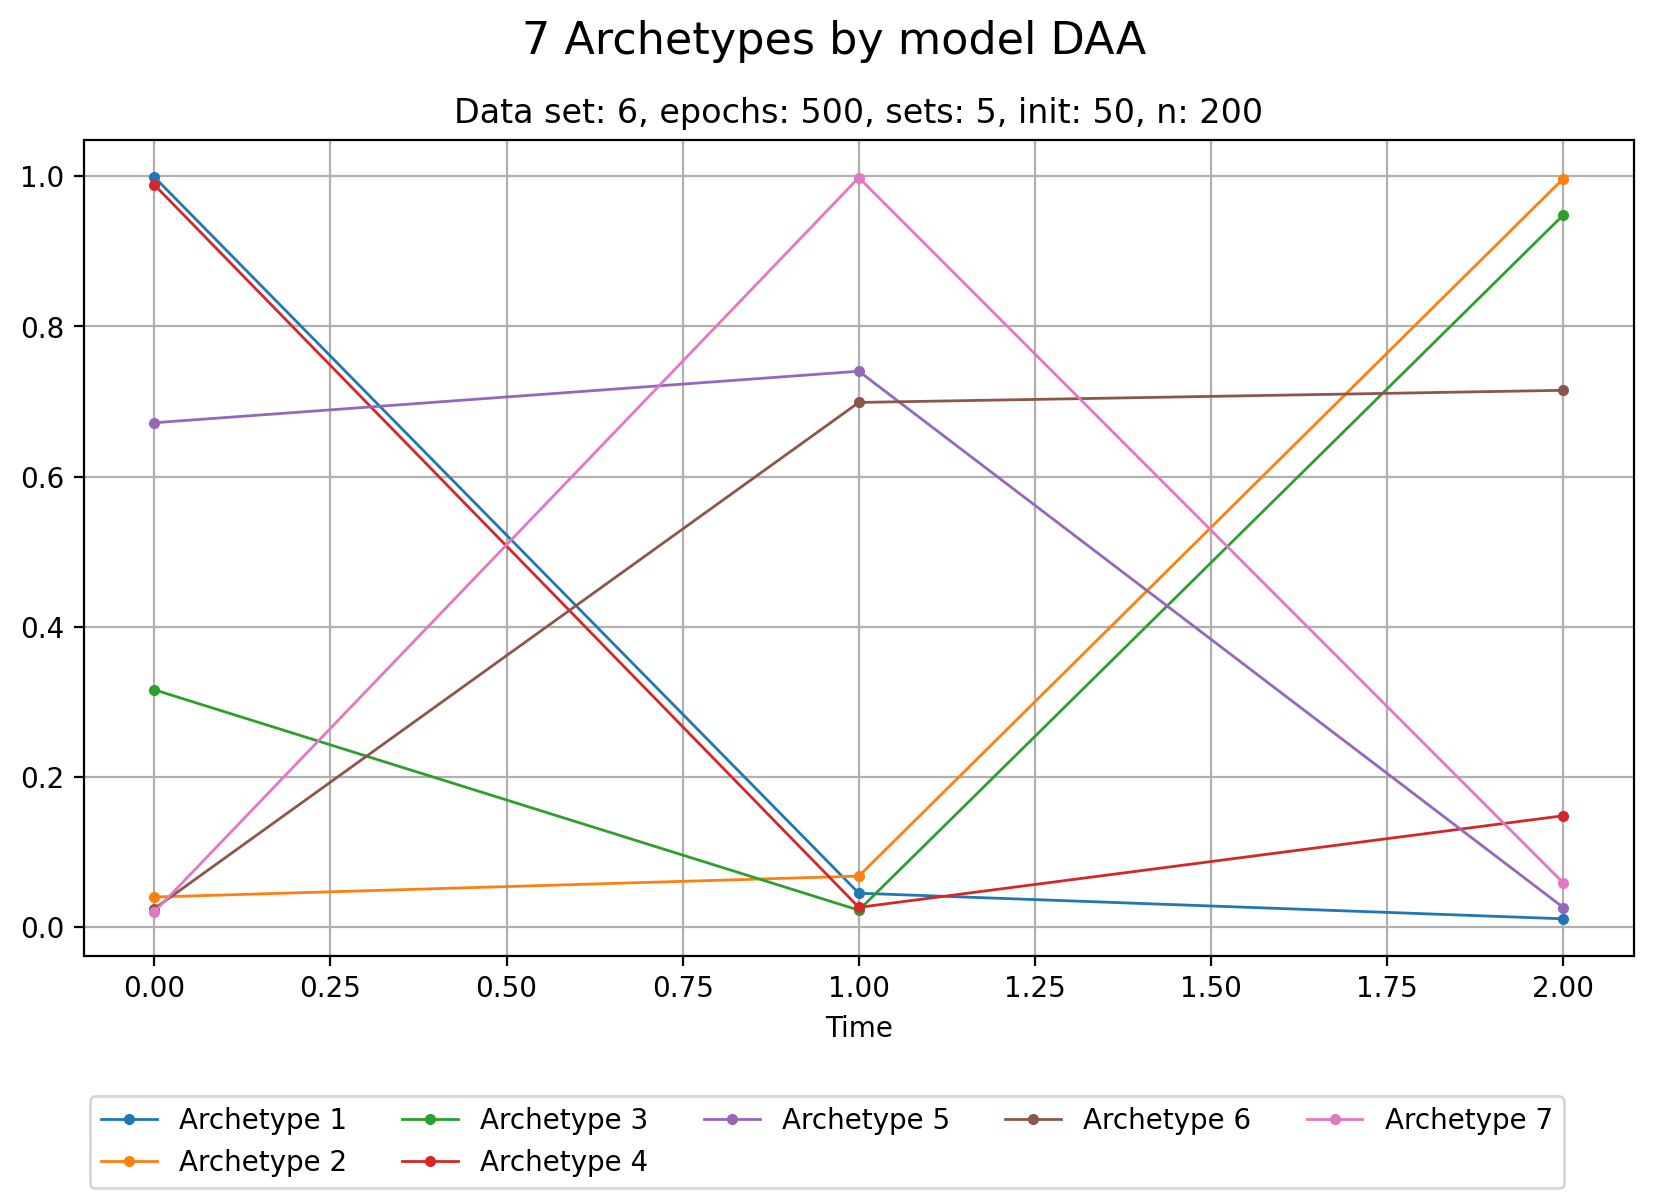 7 Archetypes by model DAA
Data set: 6, epochs: 500, sets: 5, init: 50, n: 200
1.0
0.8
0.6
0.4
0.2
0.0
0.00 0.25 0.50 0.75 1.00 1.25 1.50 1.75 2.00
Time
Archetype 1 Archetype 3 Archetype 5 Archetype 6 Archetype 7
Archetype 2 Archetype 4